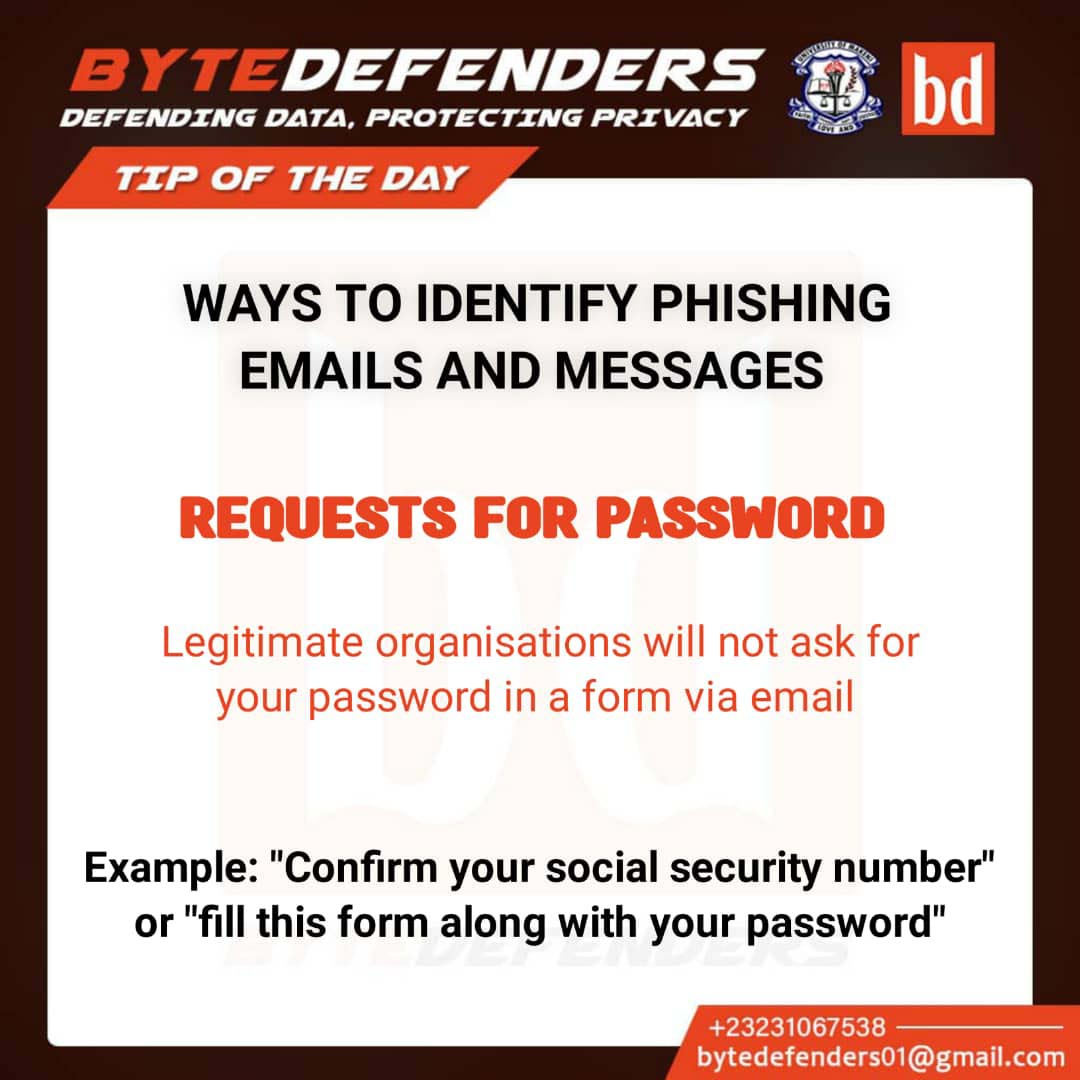 BYTEDEFENDERS
DEFENDING DATA, PROTECTING PRIVACY
UNIVERSITY OF MAKENI
LOVE AND
bd
TIP OF THE DAY
WAYS TO IDENTIFY PHISHING
EMAILS AND MESSAGES
REQUESTS FOR PASSWORD
Legitimate organisations will not ask for
your password in a form via email
Example: "Confirm your social security number"
or "fill this form along with your password"
BYTEDEFENDERS
+23231067538
bytedefenders01@gmail.com